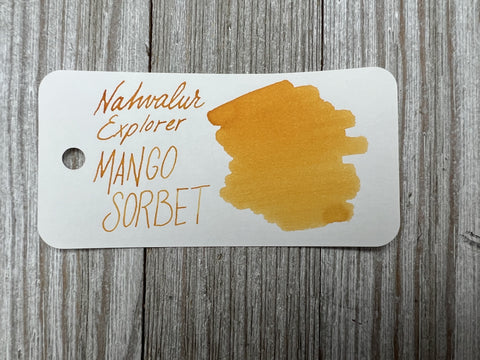 Nahvalur
Explorer
MANGO
SORBET